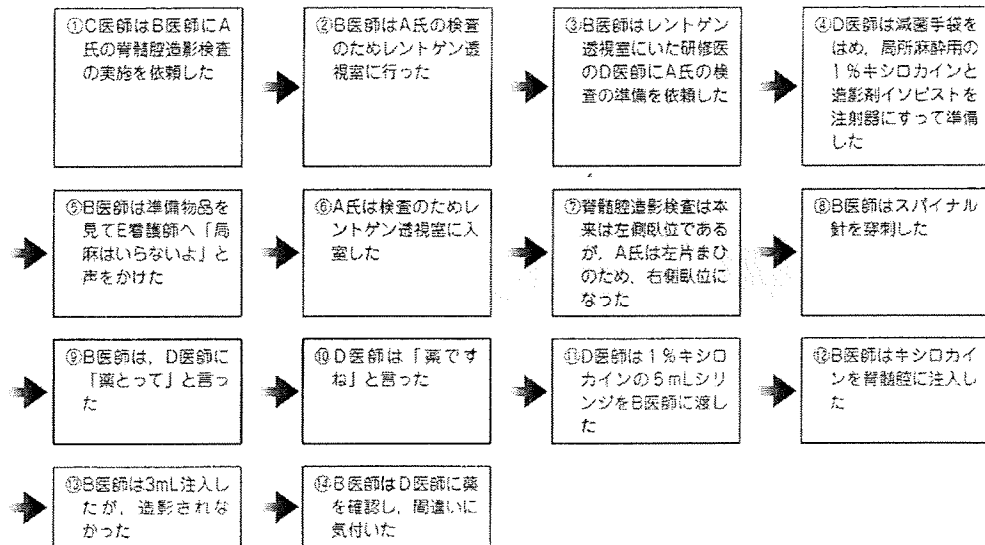 ①C医師はB医師にA
氏の脊髄腔造影検査
の実施を依頼した
②B医師はA氏の検査
のためレントゲン透
視室に行った
③B医師はレントゲン
透視室にいた研修医
のD医師にA氏の検
査の準備を依頼した
④D医師は滅菌手袋を
はめ，局所麻酔用の
1％キシロカインと
造影剤イソビストを
注射器にすって準備
した
⑤B医師は準備物品を
見てE看護師へ「局
麻はいらないよ」と
声をかけた
⑥A氏は検査のためレ
ントゲン透視室に入
室した
⑦脊髄腔造影検査は本
来は左側臥位である
が，A氏は左片まひ
のため，右側臥位に
なった
⑧B医師はスパイナル
針を穿刺した
⑨B医師は，D医師に
「薬とって」と言っ
た
⑩D医師は「薬です
ね」と言った
⑪D医師は1％キシロ
カインの5mLシリ
ンジをB医師に渡し
た
⑫B医師はキシロカイ
ンを脊髄腔に注入し
た
⑬B医師は3mL注入し
たが，造影されな
かった
⑭B医師はD医師に薬
を確認し，間違いに
気付いた